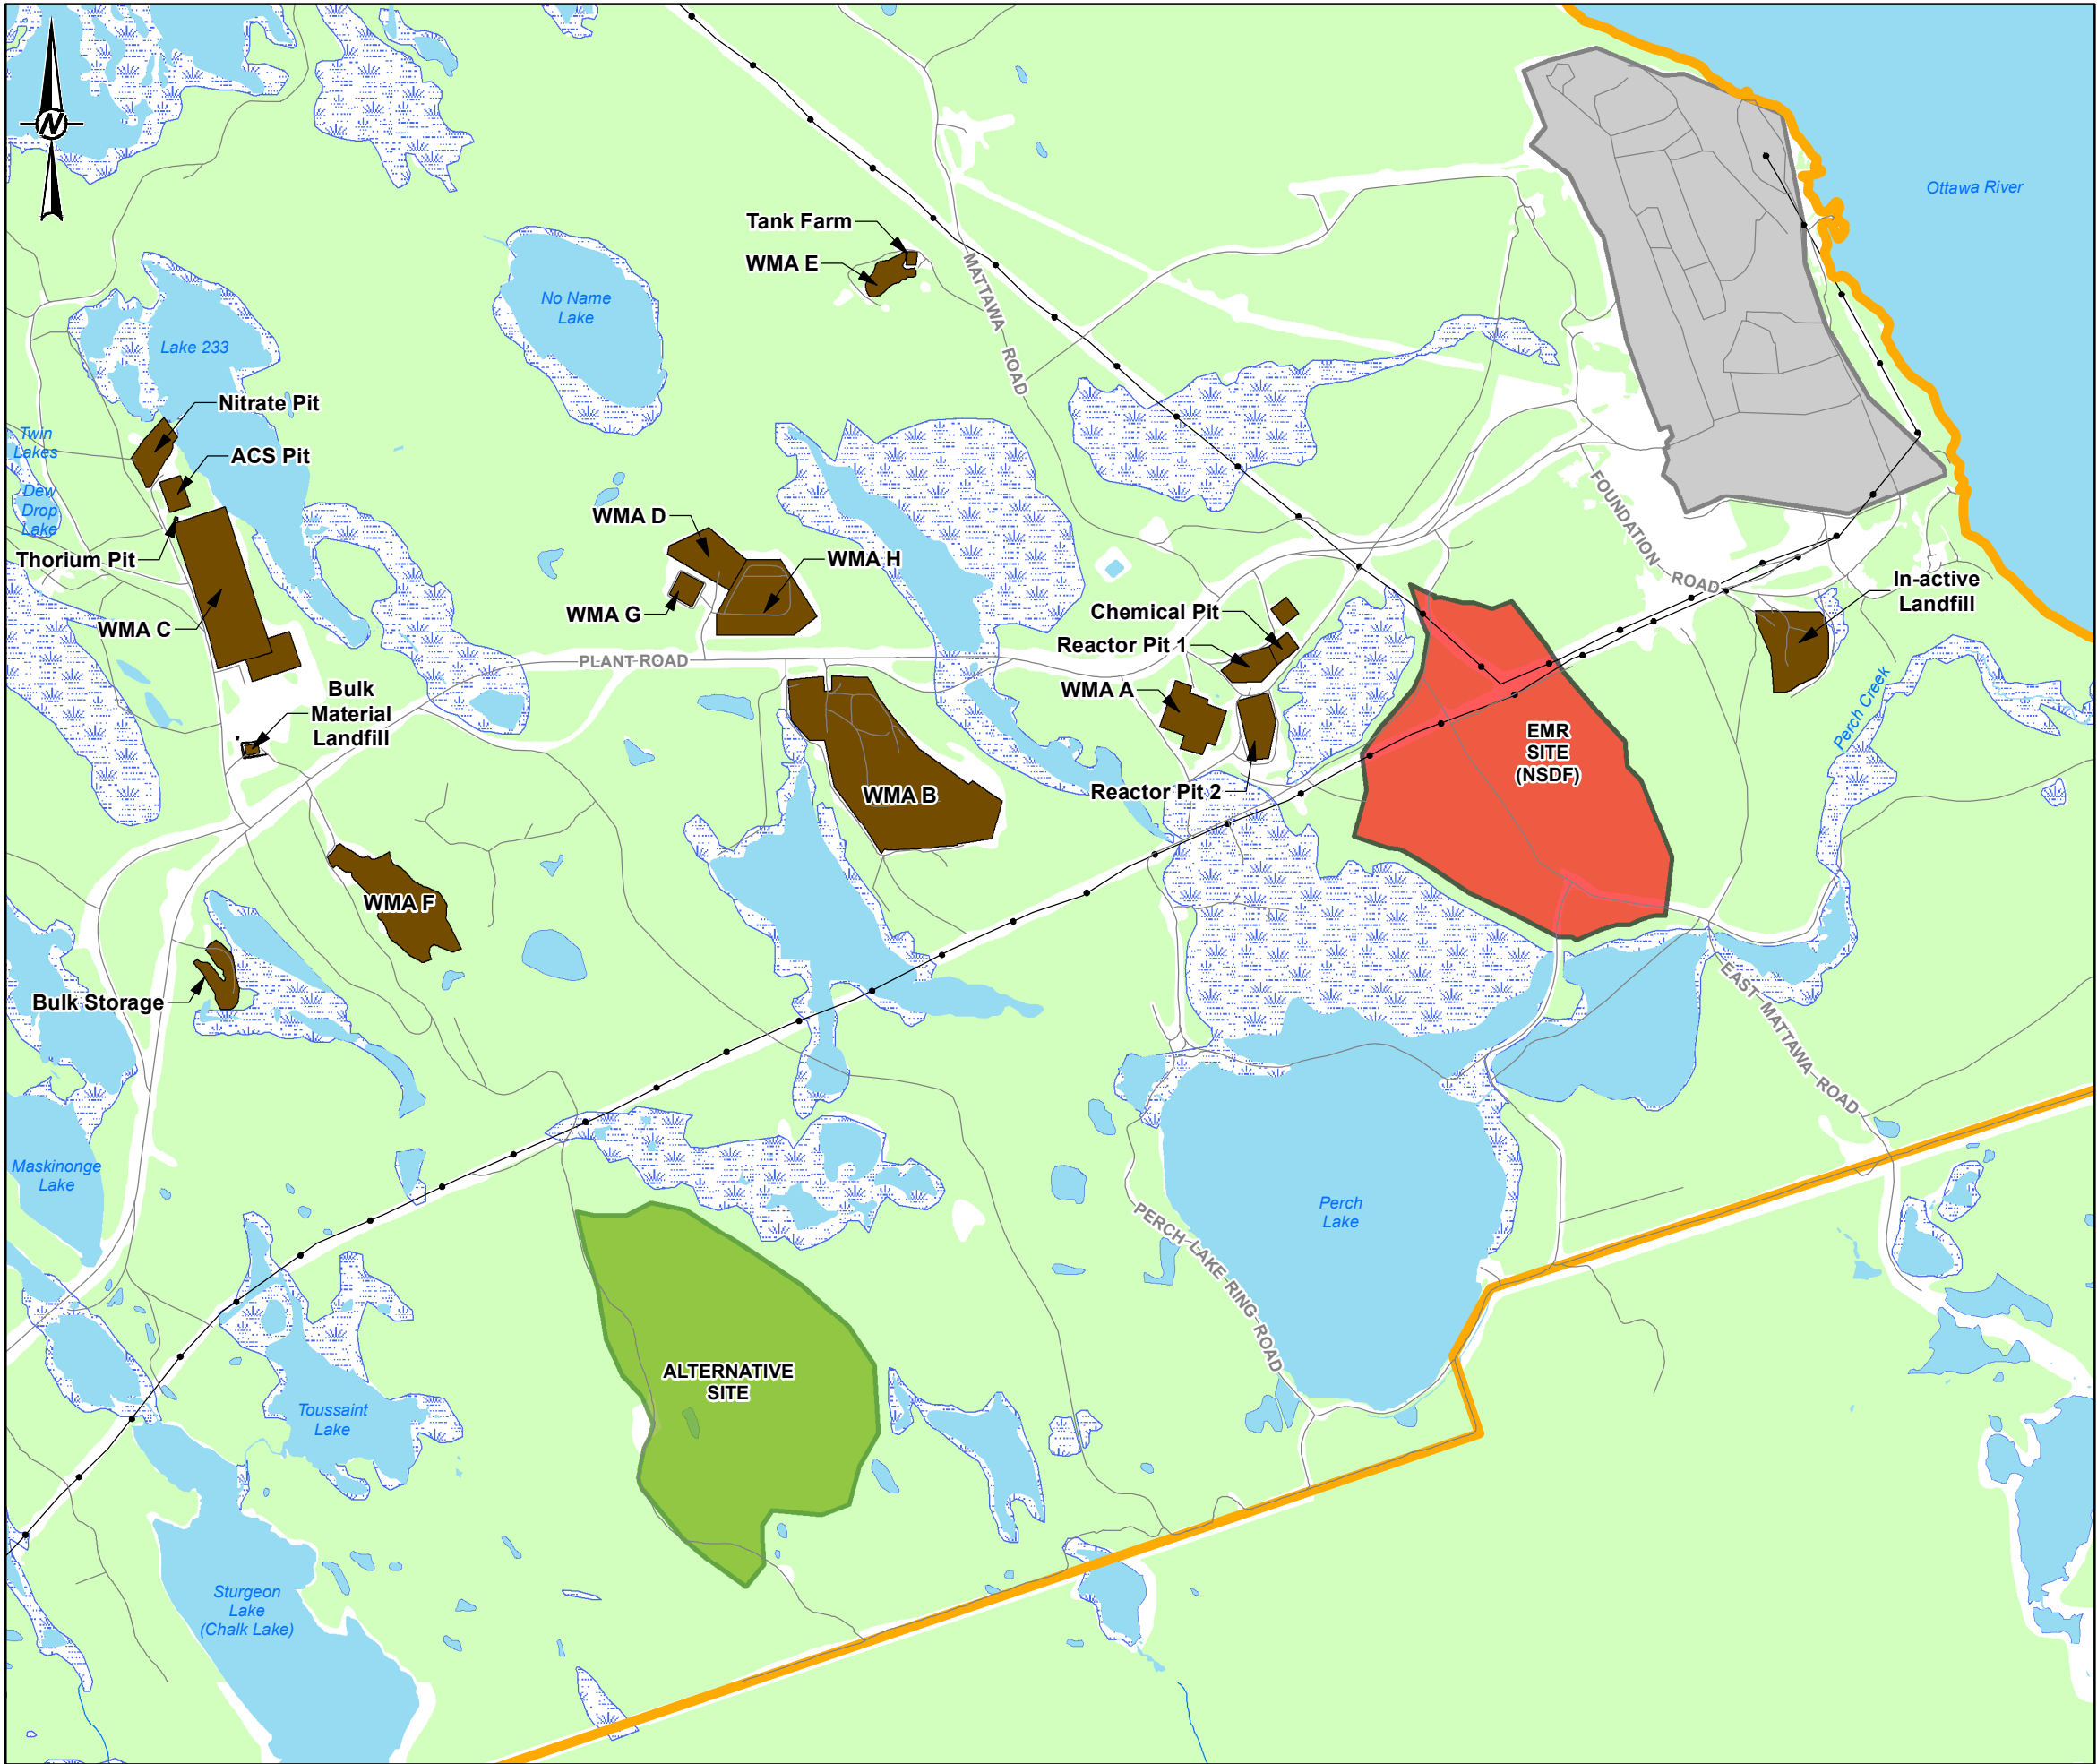 N
Ottawa River
Tank Farm
WMA E
MATTAWA ROAD
No Name
Lake
Lake 233
Nitrate Pit
Twin
Lakes
ACS Pit
Dew
Drop
Lake
FOUNDATION ROAD
WMA D
Thorium Pit
WMA H
In-active
Landfill
WMA G
Chemical Pit
WMA C
Reactor Pit 1
PLANT ROAD
WMA A
Bulk
Material
Landfill
Perch Creek
EMR
SITE
(NSDF)
WMA B
Reactor Pit 2
WMA F
Bulk Storage
EAST MATTAWA ROAD
Maskinonge
Lake
Perch
Lake
PERCH LAKE RING ROAD
ALTERNATIVE
SITE
Toussaint
Lake
Sturgeon
Lake
(Chalk Lake)